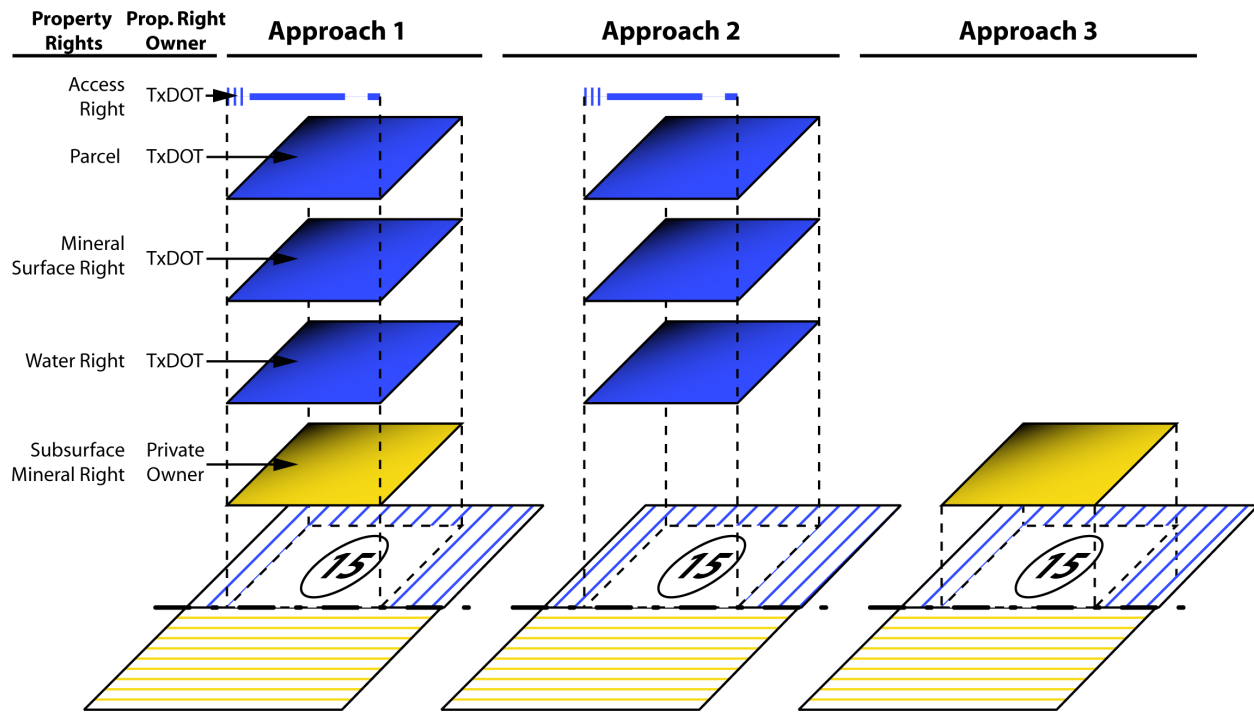 Property Rights
Prop. Right Owner
Approach 1
Approach 2
Approach 3
Access Right
TxDOT
Parcel
TxDOT
Mineral Surface Right
TxDOT
Water Right
TxDOT
Subsurface Mineral Right
Private Owner
15
15
15